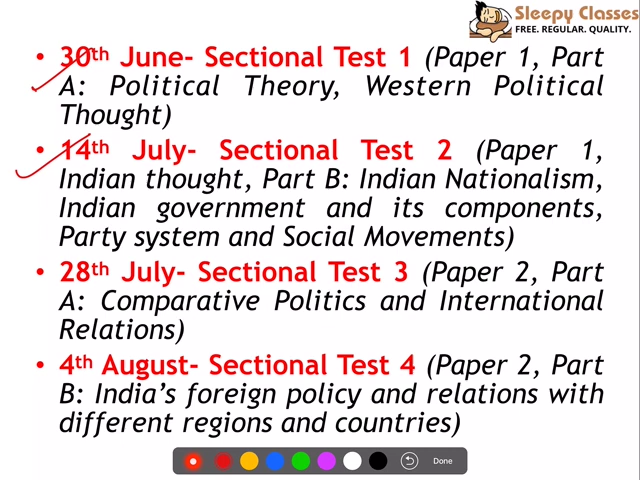 Sleepy Classes
FREE. REGULAR. QUALITY.
• 30th June- Sectional Test 1 (Paper 1, Part
A: Political Theory, Western Political
Thought)
• 14th July- Sectional Test 2 (Paper 1,
Indian thought, Part B: Indian Nationalism,
Indian government and its components,
Party system and Social Movements)
• 28th July- Sectional Test 3 (Paper 2, Part
A: Comparative Politics and International
Relations)
• 4th August- Sectional Test 4 (Paper 2, Part
B: India’s foreign policy and relations with
different regions and countries)
Done